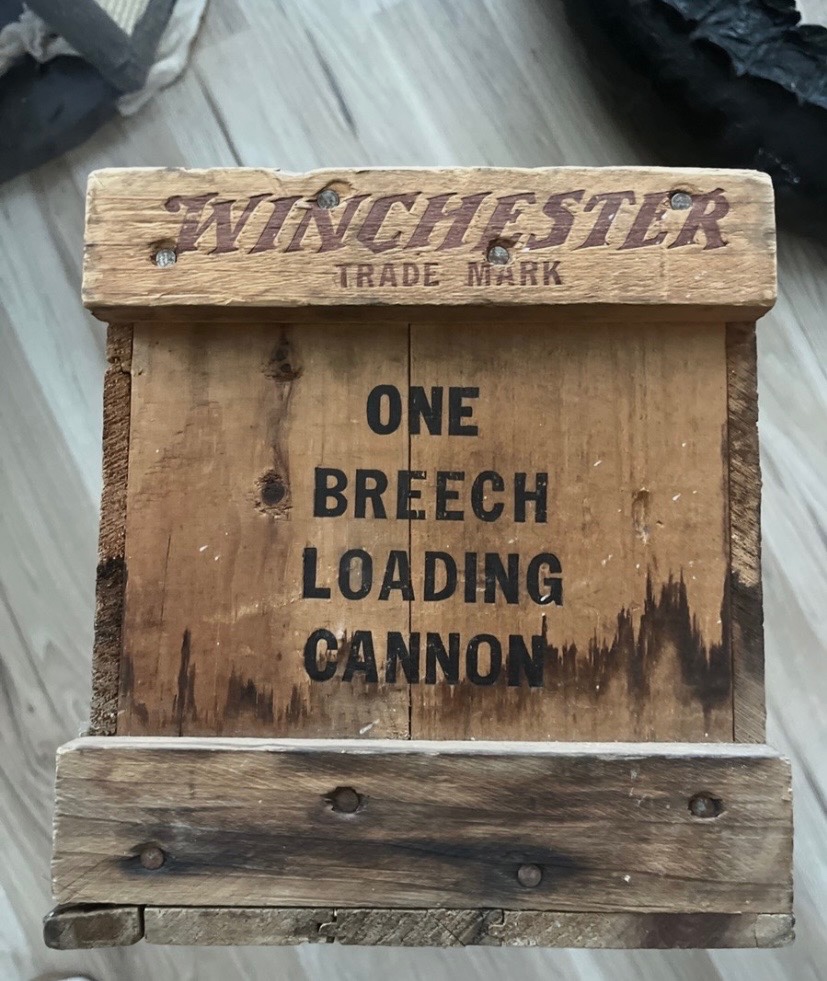 WINCHESTER
TRADE MARK
ONE
BREECH
LOADING
CANNON